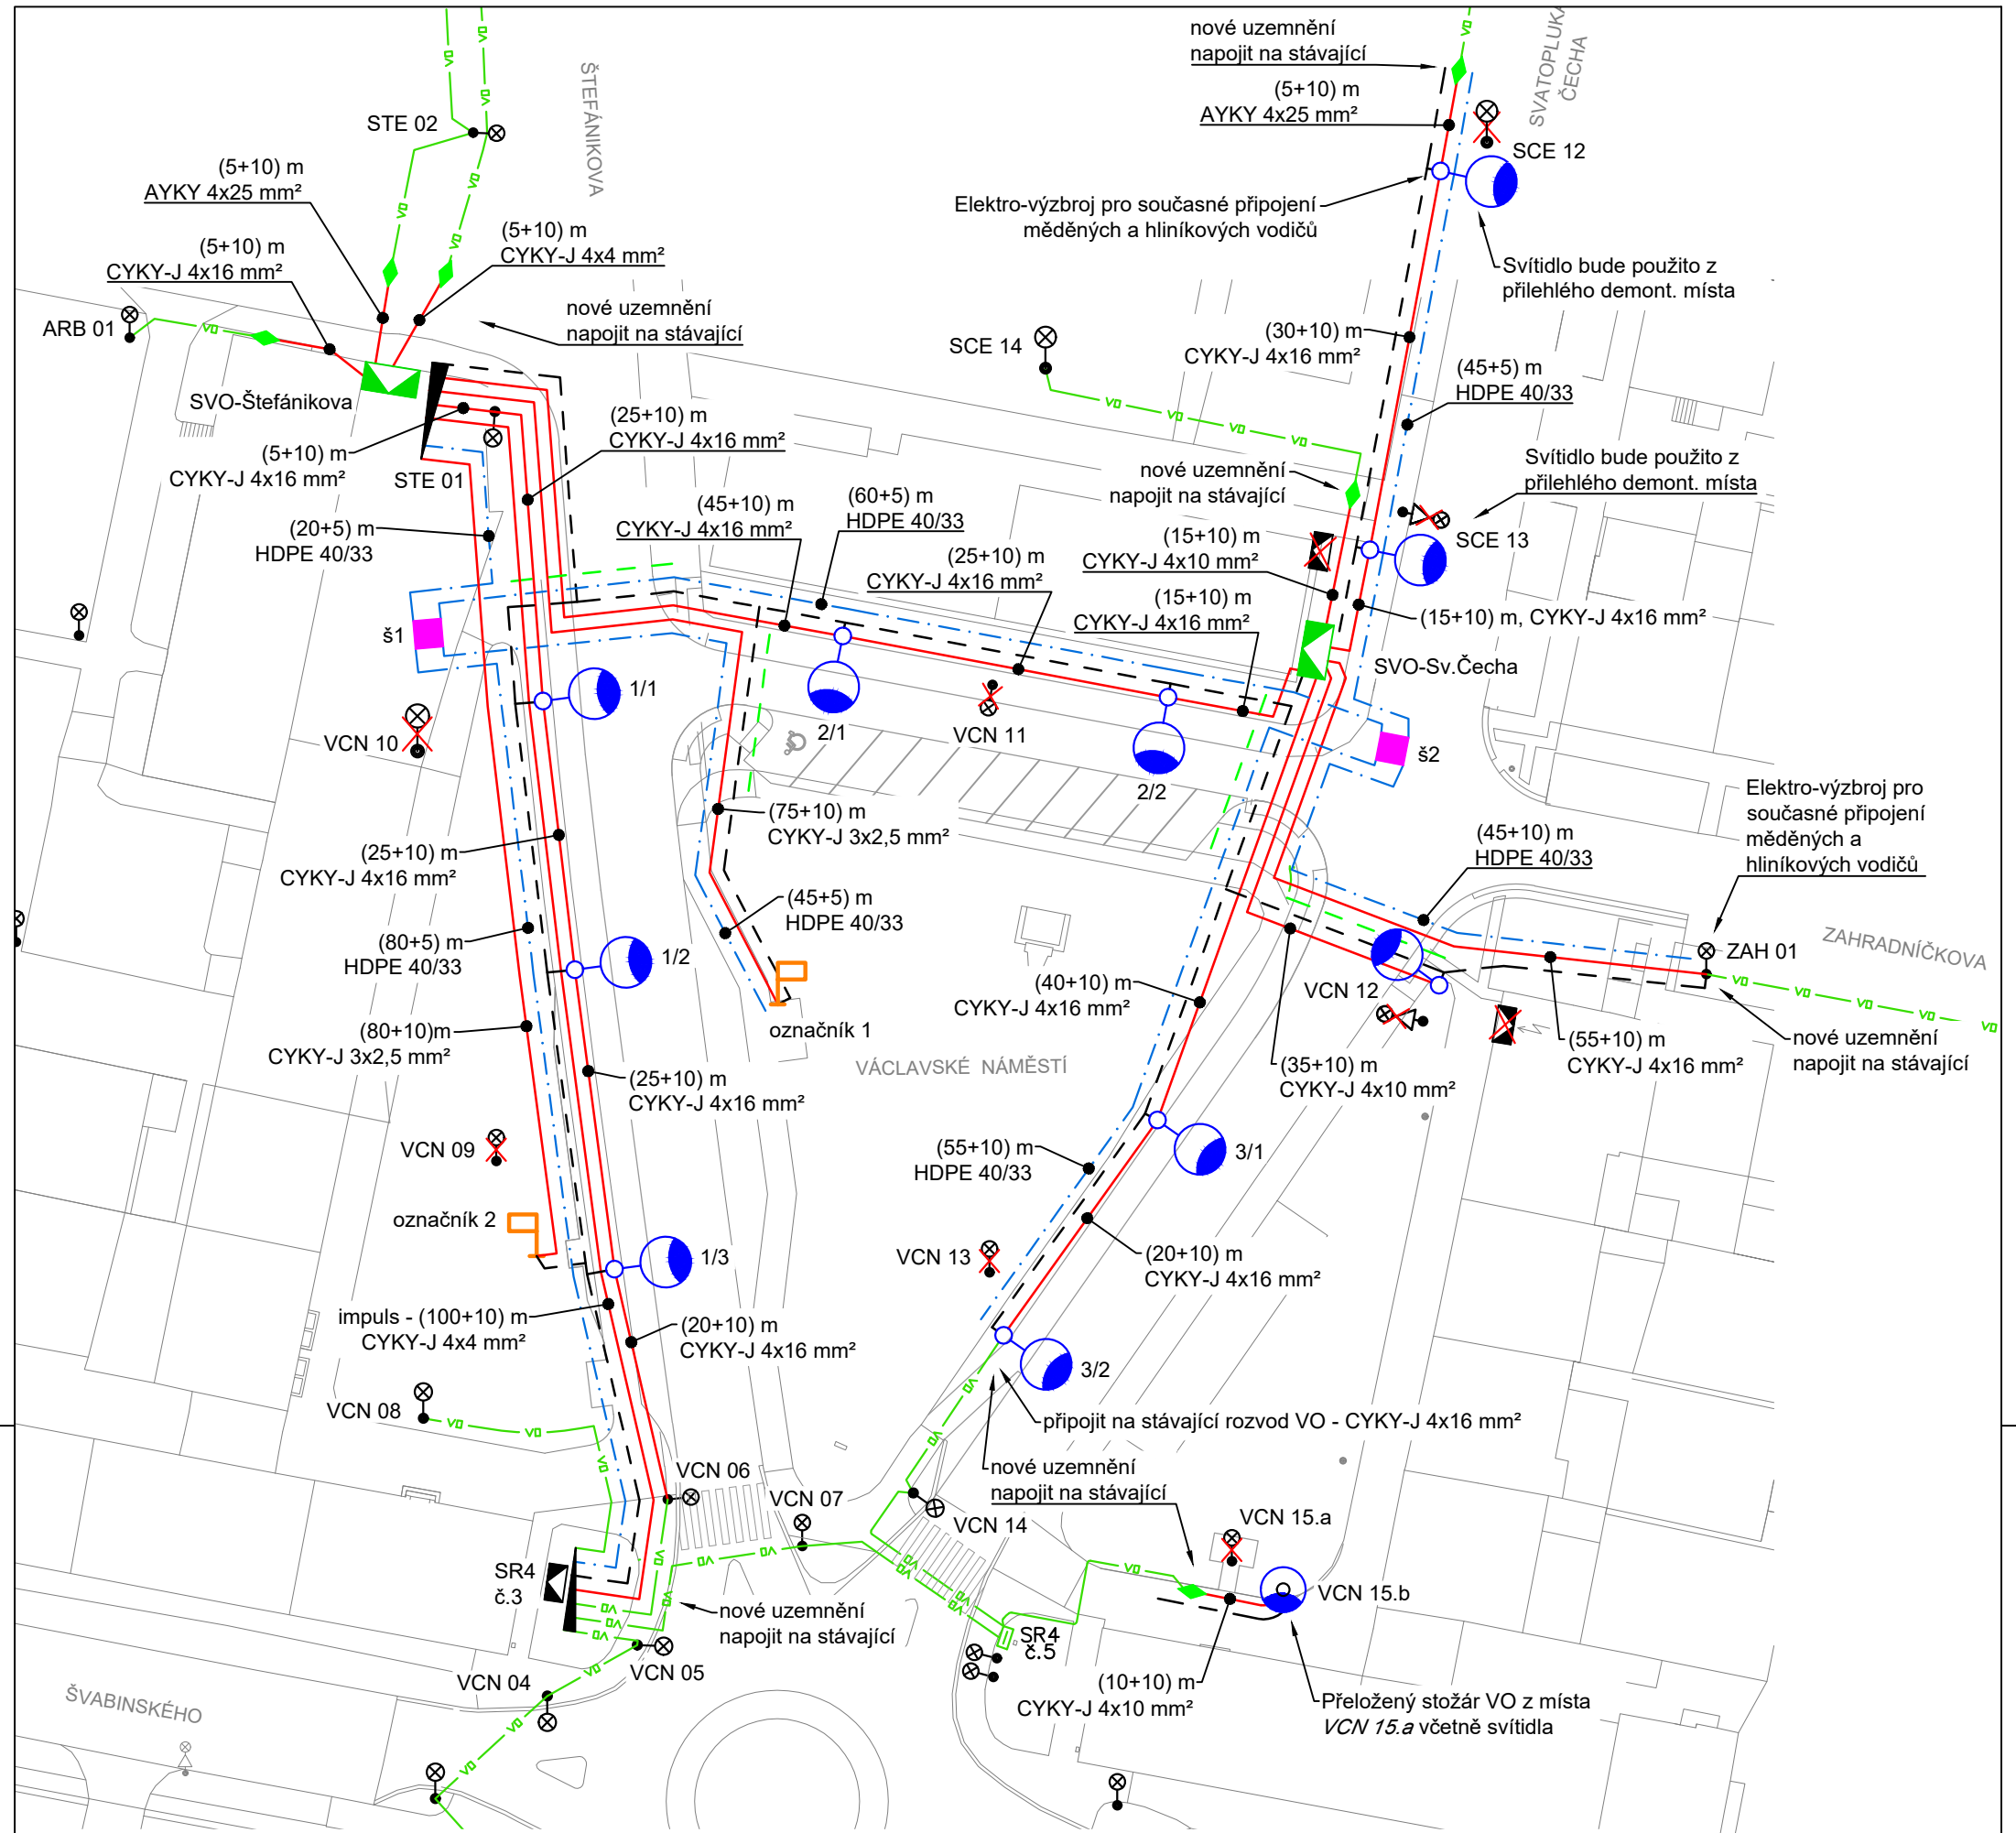 nové uzemnění
napojit na stávající
(5+10) m
AYKY 4x25 mm²
SVATOPLUKA
ČECHA
SCE 12
ŠTEFÁNIKOVA
STE 02
(5+10) m
AYKY 4x25 mm²
(5+10) m
CYKY-J 4x16 mm²
(5+10) m
CYKY-J 4x4 mm²
Elektro-výzbroj pro současné připojení
měděných a hliníkových vodičů
Svítidlo bude použito z
přilehlého demont. místa
ARB 01
nové uzemnění
napojit na stávající
SCE 14
(30+10) m
CYKY-J 4x16 mm²
(45+5) m
HDPE 40/33
SVO-Štefánikova
(25+10) m
CYKY-J 4x16 mm²
(5+10) m
CYKY-J 4x16 mm²
STE 01
nové uzemnění
napojit na stávající
Svítidlo bude použito z
přilehlého demont. místa
SCE 13
(20+5) m
HDPE 40/33
(45+10) m
CYKY-J 4x16 mm²
(60+5) m
HDPE 40/33
(25+10) m
CYKY-J 4x16 mm²
(15+10) m
CYKY-J 4x10 mm²
(15+10) m
CYKY-J 4x16 mm²
(15+10) m, CYKY-J 4x16 mm²
š1
SVO-Sv.Čecha
1/1
2/1
VCN 10
VCN 11
2/2
š2
(75+10) m
CYKY-J 3x2,5 mm²
Elektro-výzbroj pro
současné připojení
měděných a
hliníkových vodičů
(45+10) m
HDPE 40/33
(25+10) m
CYKY-J 4x16 mm²
(45+5) m
HDPE 40/33
(80+5) m
HDPE 40/33
1/2
ZAHRADNÍČKOVA
ZAH 01
VCN 12
(40+10) m
CYKY-J 4x16 mm²
(80+10)m
CYKY-J 3x2,5 mm²
označník 1
VÁCLAVSKÉ NÁMĚSTÍ
(25+10) m
CYKY-J 4x16 mm²
(35+10) m
CYKY-J 4x10 mm²
(55+10) m
CYKY-J 4x16 mm²
nové uzemnění
napojit na stávající
VCN 09
(55+10) m
HDPE 40/33
3/1
označník 2
VCN 13
1/3
(20+10) m
CYKY-J 4x16 mm²
impuls - (100+10) m
CYKY-J 4x4 mm²
(20+10) m
CYKY-J 4x16 mm²
3/2
VCN 08
připojit na stávající rozvod VO - CYKY-J 4x16 mm²
VCN 06
nové uzemnění
napojit na stávající
VCN 07
VCN 14
VCN 15.a
SR4
č.3
VCN 15.b
nové uzemnění
napojit na stávající
SR4
č.5
VCN 05
VCN 04
(10+10) m
CYKY-J 4x10 mm²
Přeložený stožár VO z místa
VCN 15.a včetně svítidla
ŠVABINSKÉHO